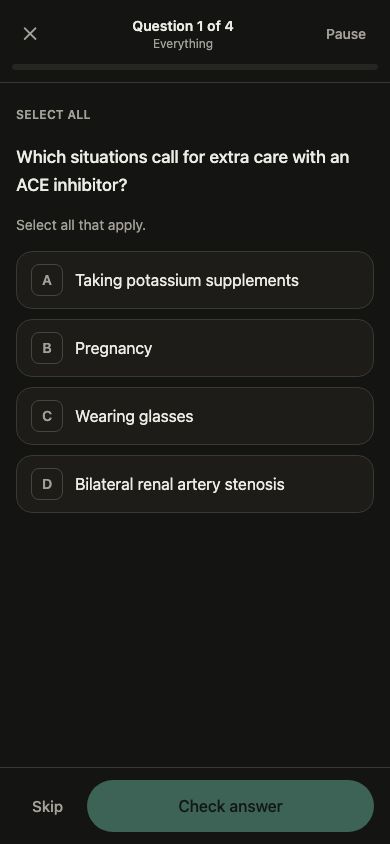 Question 1 of 4
Everything
Pause
SELECT ALL
Which situations call for extra care with an
ACE inhibitor?
Select all that apply.
A Taking potassium supplements
B Pregnancy
C Wearing glasses
D Bilateral renal artery stenosis
Skip
Check answer